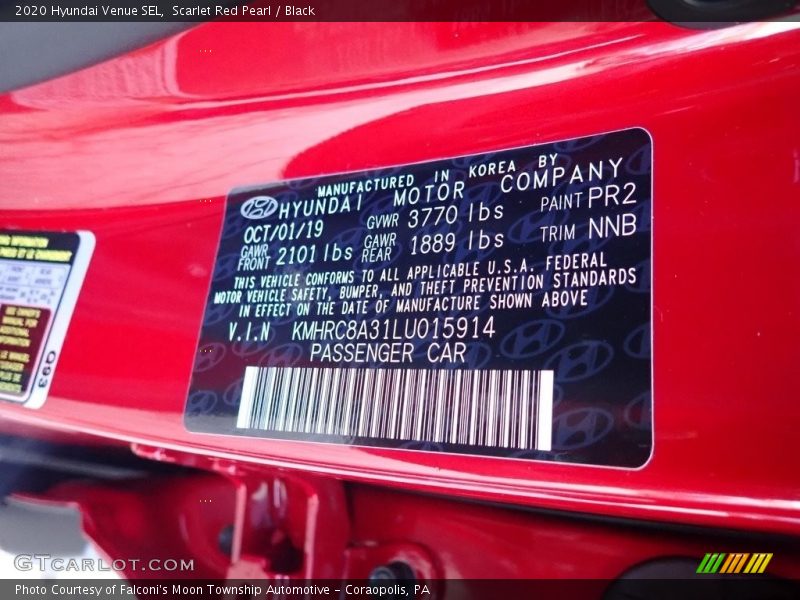 2020 Hyundai Venue SEL, Scarlet Red Pearl / Black
MANUFACTURED IN KOREA BY
HYUNDAI MOTOR COMPANY
OCT/01/19 GVWR 3770 lbs PAINT PR2
GAWR FRONT 2101 lbs GAWR REAR 1889 lbs TRIM NNB
THIS VEHICLE CONFORMS TO ALL APPLICABLE U.S.A. FEDERAL
MOTOR VEHICLE SAFETY, BUMPER, AND THEFT PREVENTION STANDARDS
IN EFFECT ON THE DATE OF MANUFACTURE SHOWN ABOVE
V.I.N KMHRC8A31LU015914
PASSENGER CAR
G93
GTCARLOT.COM
Photo Courtesy of Falconi's Moon Township Automotive - Coraopolis, PA